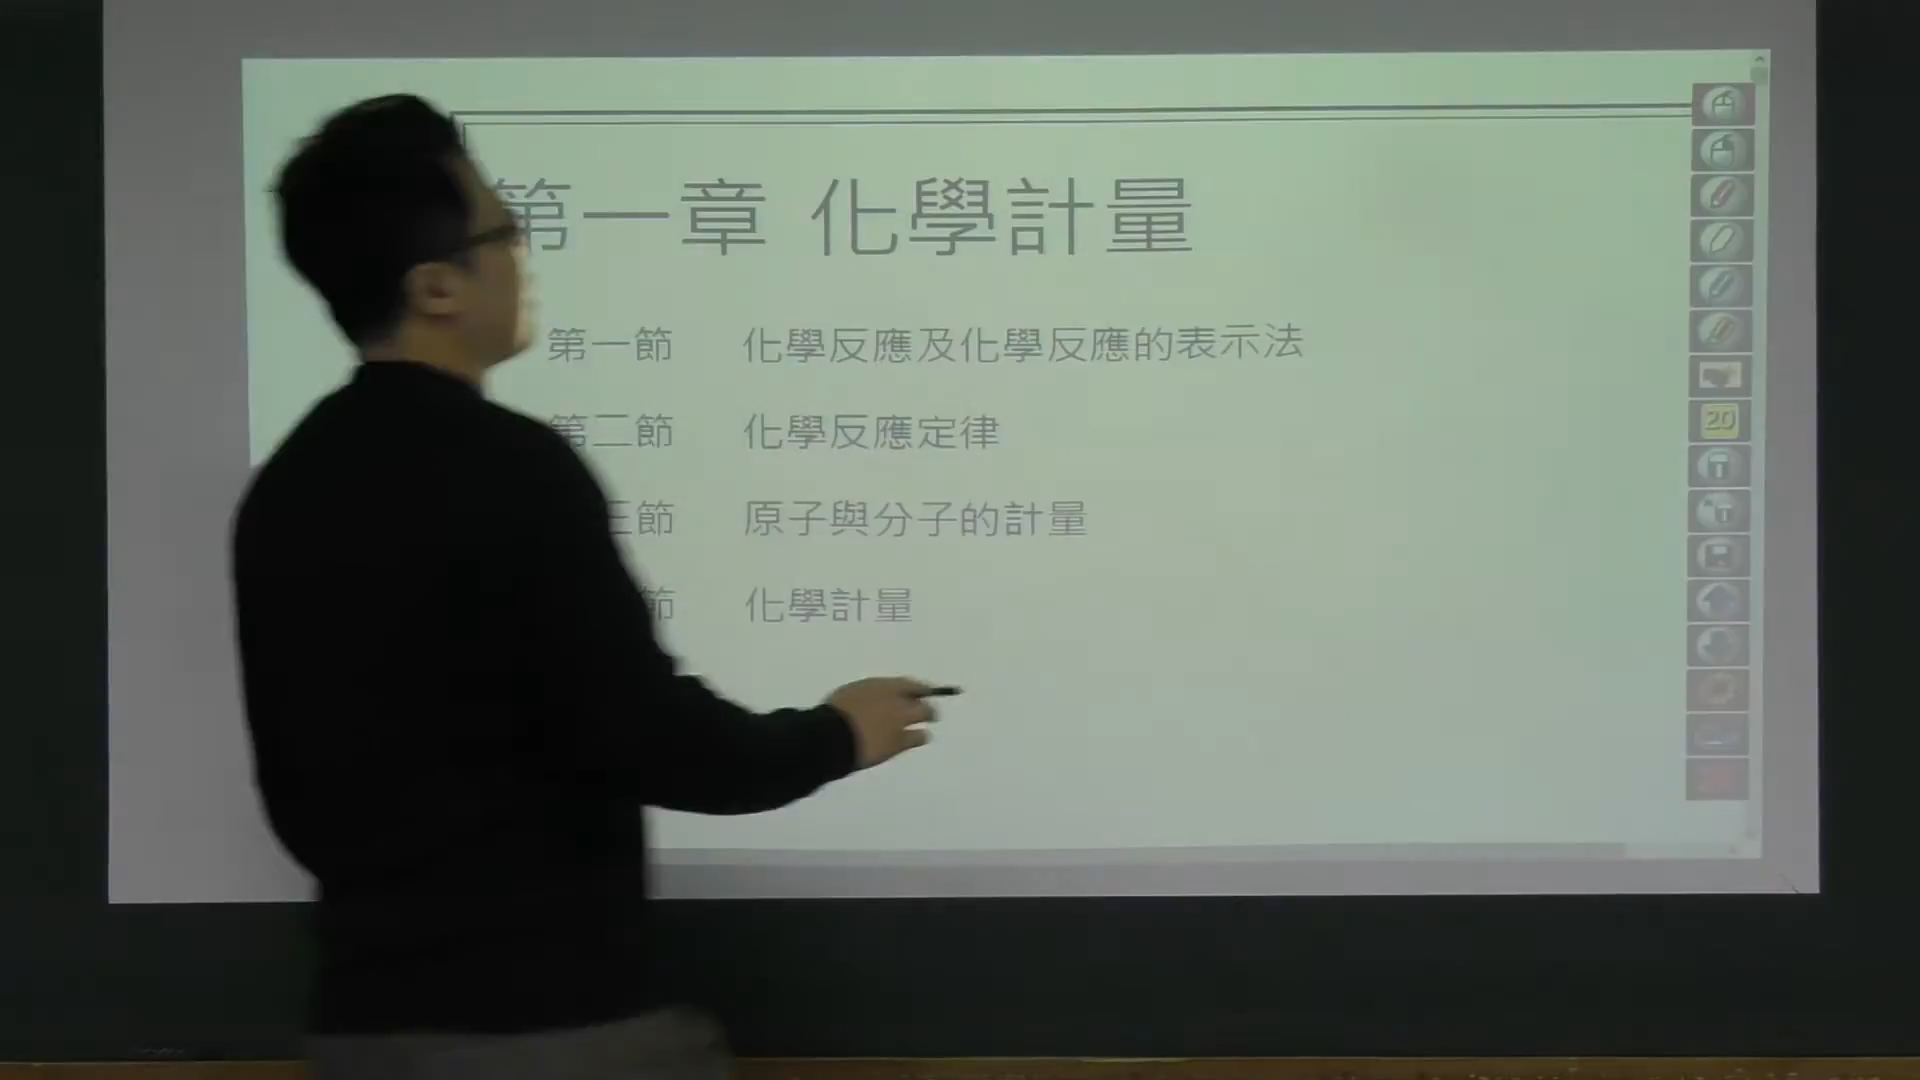 第一章 化學計量
第一節 化學反應及化學反應的表示法
第二節 化學反應定律
三節 原子與分子的計量
節 化學計量
20